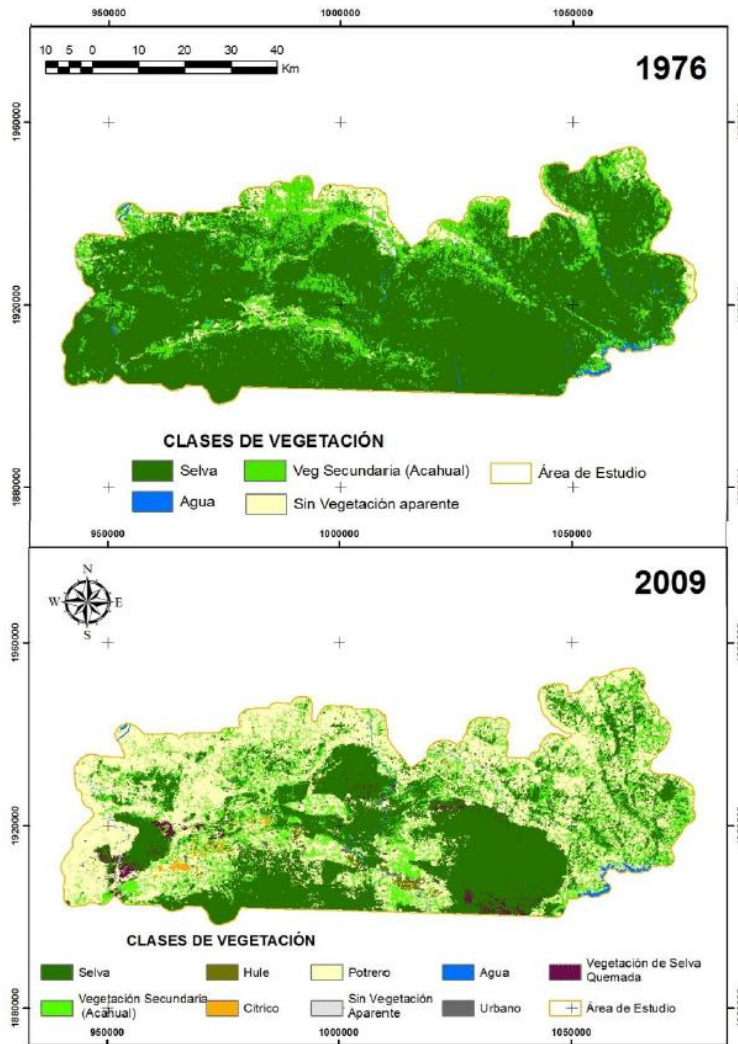 950000 1000000 1050000
10 5 0 10 20 30 40
Km
1976
1960000
1920000
1880000
CLASES DE VEGETACIÓN
Selva Veg Secundaria (Acahual) Área de Estudio
Agua Sin Vegetación aparente
950000 1000000 1050000
N
W E
S
2009
1960000
1920000
1880000
CLASES DE VEGETACIÓN
Selva Hule Potrero Agua Vegetación de Selva
Quemada
Vegetación Secundaria
(Acahual) Citrico Sin Vegetación
Aparente Urbano Área de Estudio
950000 1000000 1050000